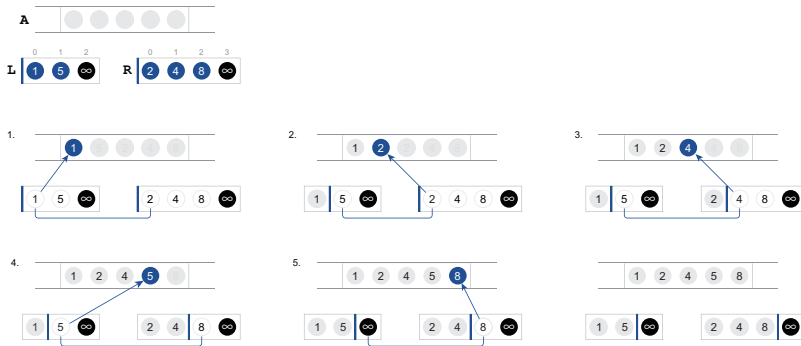 A
0 1 2 0 1 2 3
L 1 5 ∞ R 2 4 8 ∞
1. 2. 3.
1 1 2 1 2 4
1 5 ∞ 2 4 8 ∞ 1 5 ∞ 2 4 8 ∞ 1 5 ∞ 2 4 8 ∞
4. 5.
1 2 4 5 1 2 4 5 8 1 2 4 5 8
1 5 ∞ 2 4 8 ∞ 1 5 ∞ 2 4 8 ∞ 1 5 ∞ 2 4 8 ∞